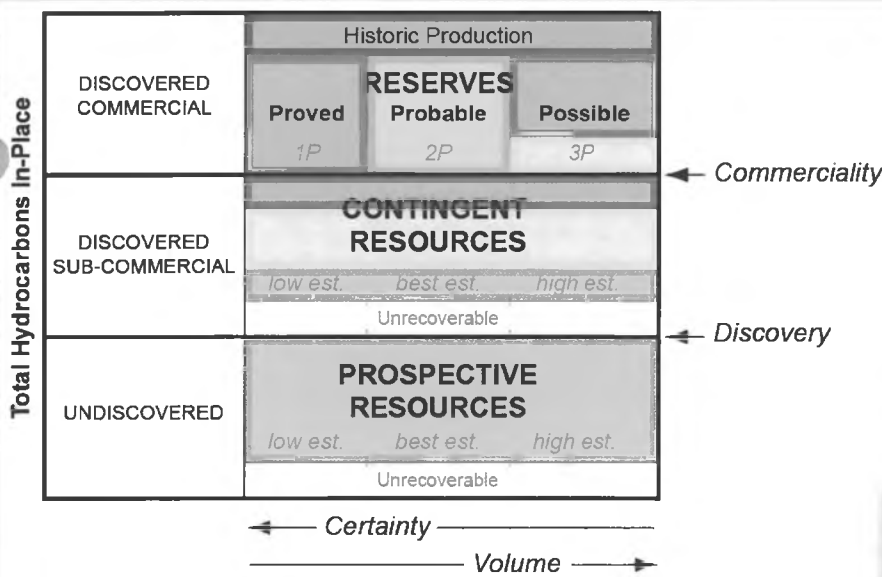 Total Hydrocarbons In-Place
DISCOVERED
COMMERCIAL
Historic Production
RESERVES
Proved Probable Possible
1P 2P 3P
Commerciality
DISCOVERED
SUB-COMMERCIAL
CONTINGENT
RESOURCES
low est. best est. high est.
Unrecoverable
Discovery
UNDISCOVERED
PROSPECTIVE
RESOURCES
low est. best est. high est.
Unrecoverable
Certainty
Volume